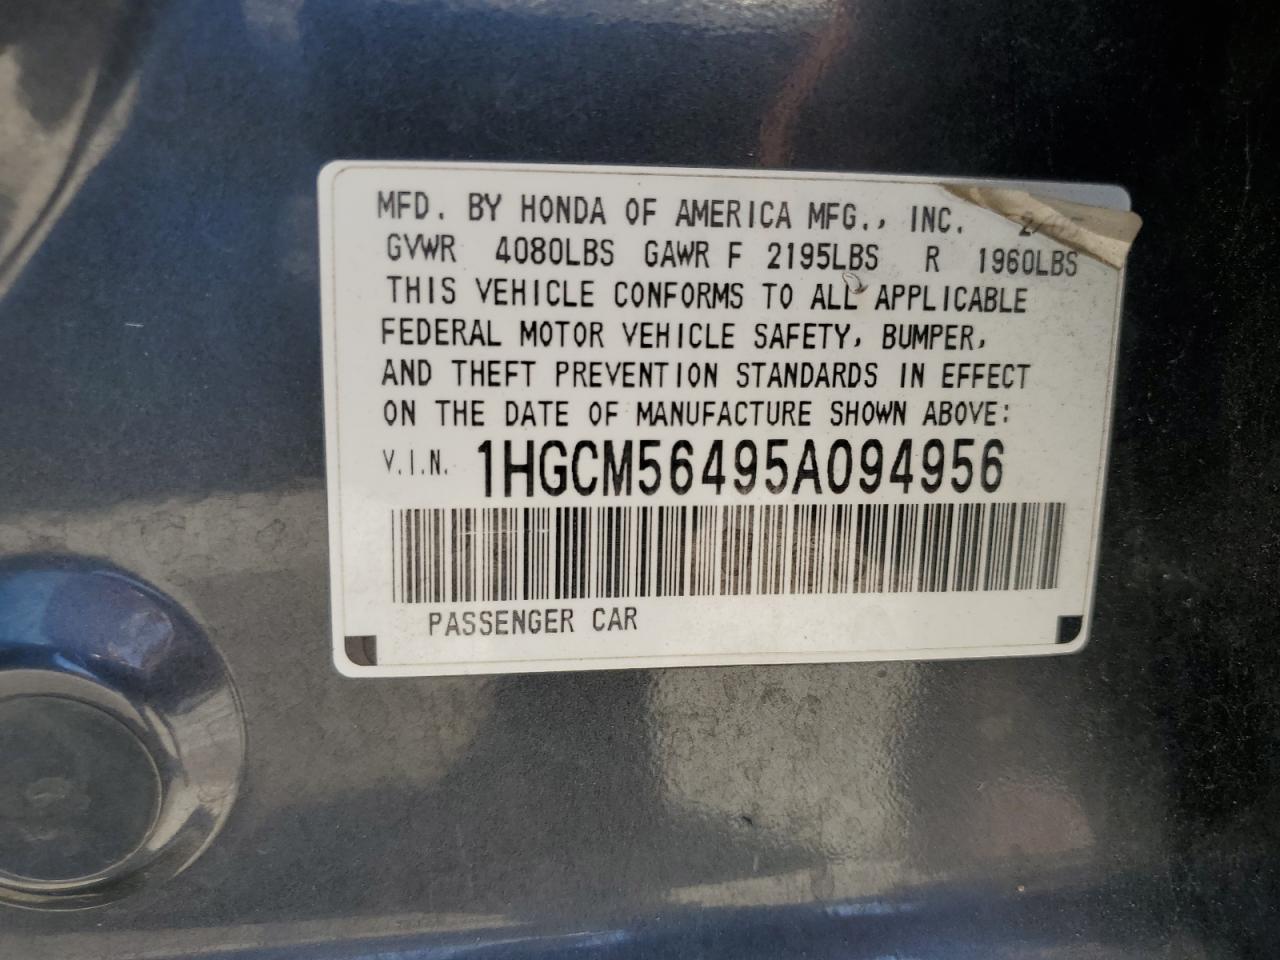 MFD. BY HONDA OF AMERICA MFG., INC. 2/05
GVWR 4080LBS GAWR F 2195LBS R 1960LBS
THIS VEHICLE CONFORMS TO ALL APPLICABLE
FEDERAL MOTOR VEHICLE SAFETY, BUMPER,
AND THEFT PREVENTION STANDARDS IN EFFECT
ON THE DATE OF MANUFACTURE SHOWN ABOVE:
V.I.N. 1HGCM56495A094956
PASSENGER CAR